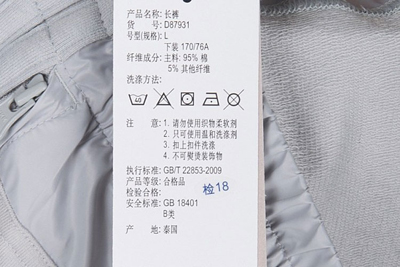 产品名称: 长裤
货 号: D87931
号型(规格): L
下装 170/76A
纤维成分: 主料: 95% 棉
5% 其他纤维
洗涤方法:
40
注 意: 1. 请勿使用织物柔软剂
2. 只可使用温和洗涤剂
3. 扣上扣件洗涤
4. 不可熨烫装饰物
执行标准: GB/T 22853-2009
产品等级: 合格品
检验合格: 检18
安全标准: GB 18401
B类
产 地: 泰国